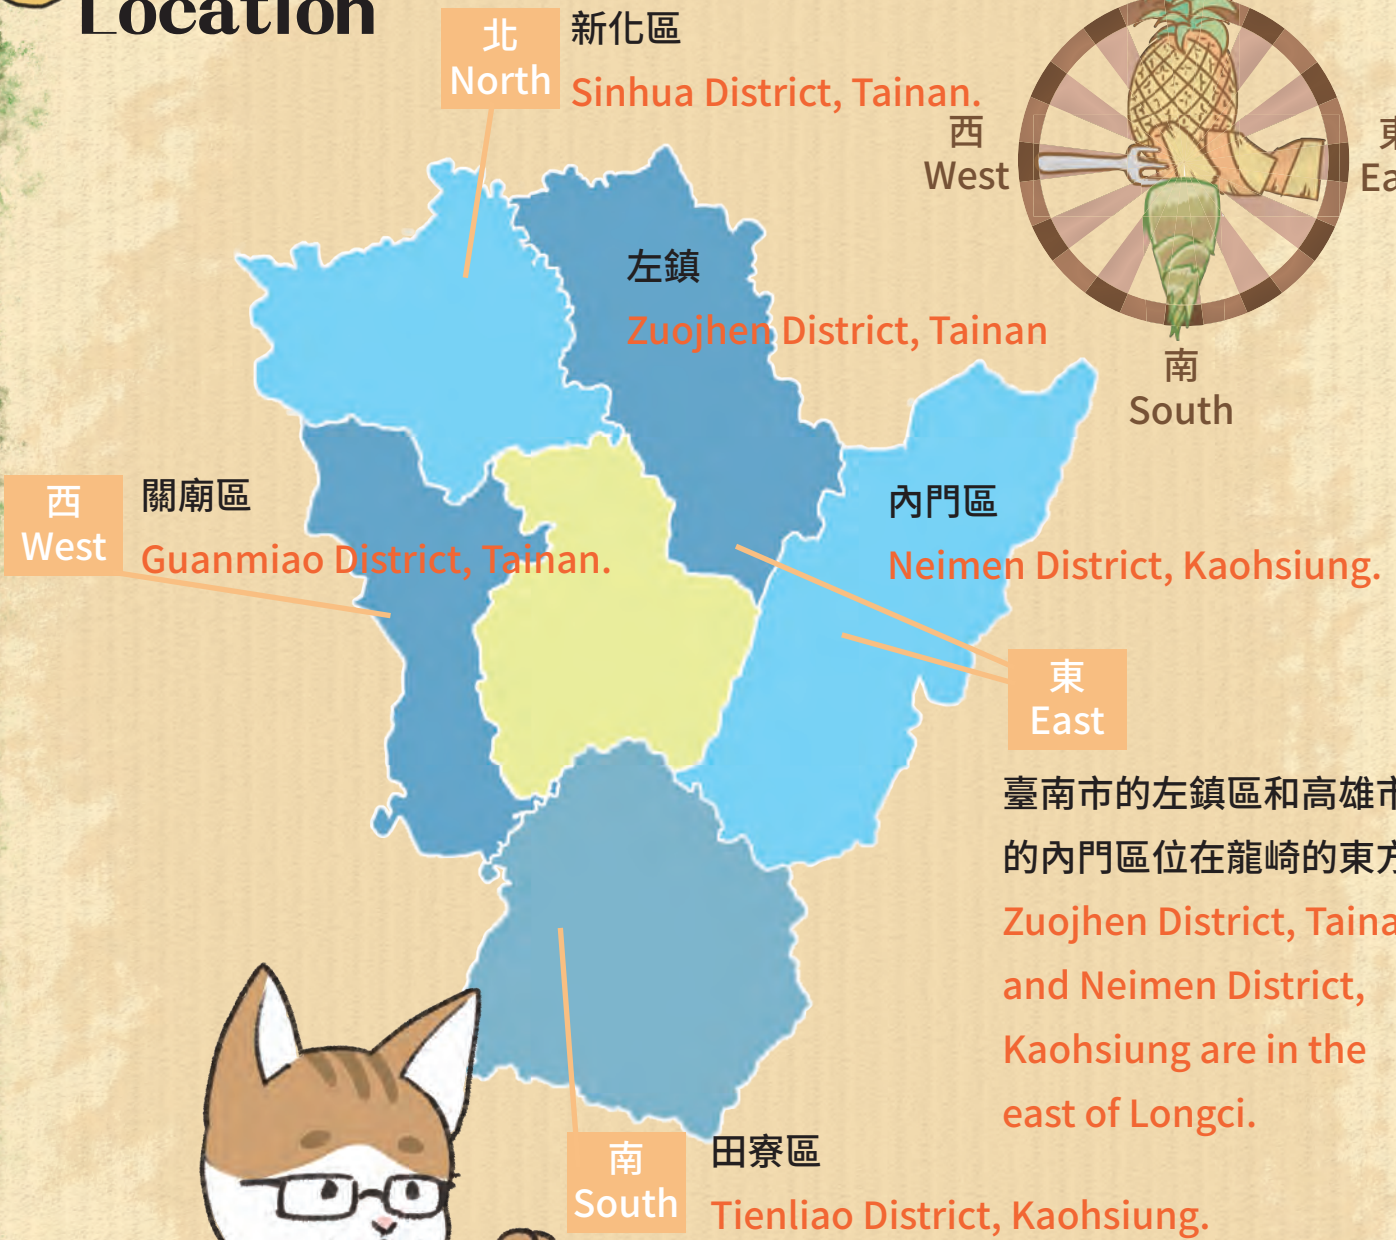 Location
北
North
新化區
Sinhua District, Tainan.
西
West
南
South
左鎮
Zuojhen District, Tainan
西
West
關廟區
Guanmiao District, Tainan.
內門區
Neimen District, Kaohsiung.
東
East
臺南市的左鎮區和高雄市
的內門區位在龍崎的東方
Zuojhen District,
and Neimen District,
Kaohsiung are in the
east of Longci.
南
South
田寮區
Tienliao District, Kaohsiung.